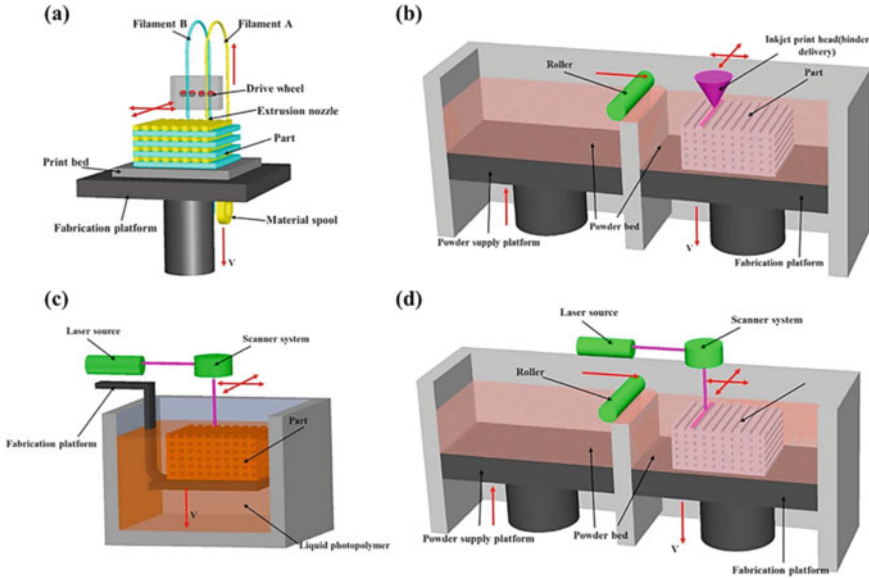 (a)
Filament B
Filament A
Drive wheel
Extrusion nozzle
Part
Print bed
Fabrication platform
Material spool
V
(b)
Inkjet print head(binder
delivery)
Roller
Part
Powder supply platform
Powder bed
V
Fabrication platform
(c)
Laser source
Scanner system
Fabrication platform
Part
V
Liquid photopolymer
(d)
Laser source
Scanner system
Roller
Powder supply platform
Powder bed
V
Fabrication platform